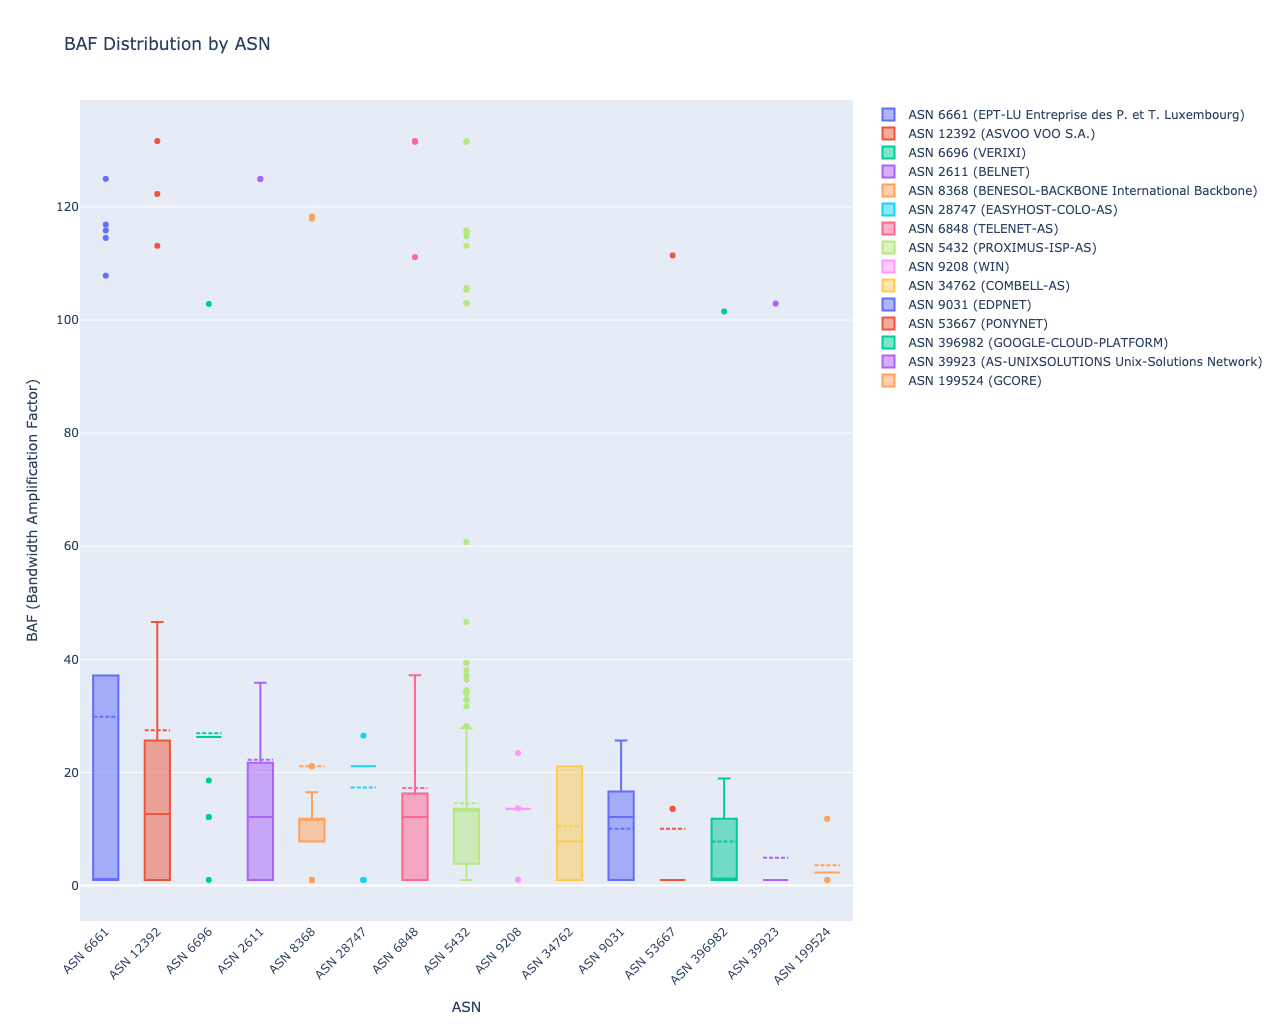 BAF Distribution by ASN
BAF (Bandwidth Amplification Factor)
120
100
80
60
40
20
0
ASN 6661
ASN 12392
ASN 6696
ASN 2611
ASN 8368
ASN 28747
ASN 6848
ASN 5432
ASN 9208
ASN 34762
ASN 9031
ASN 53667
ASN 396982
ASN 39923
ASN 199524
ASN
ASN 6661 (EPT-LU Entreprise des P. et T. Luxembourg)
ASN 12392 (ASVOO VOO S.A.)
ASN 6696 (VERIXI)
ASN 2611 (BELNET)
ASN 8368 (BENESOL-BACKBONE International Backbone)
ASN 28747 (EASYHOST-COLO-AS)
ASN 6848 (TELENET-AS)
ASN 5432 (PROXIMUS-ISP-AS)
ASN 9208 (WIN)
ASN 34762 (COMBELL-AS)
ASN 9031 (EDPNET)
ASN 53667 (PONYNET)
ASN 396982 (GOOGLE-CLOUD-PLATFORM)
ASN 39923 (AS-UNIXSOLUTIONS Unix-Solutions Network)
ASN 199524 (GCORE)